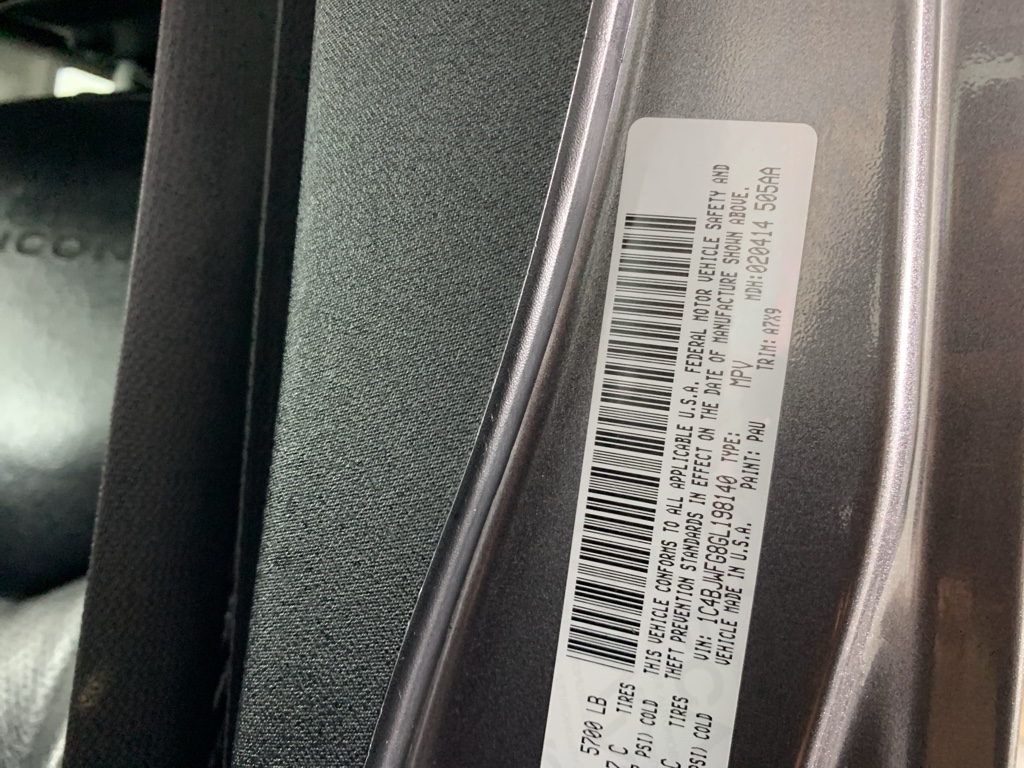 5700 LB
C TIRES
PSI) COLD
TIRES
PSI) COLD
THIS VEHICLE CONFORMS TO ALL APPLICABLE U.S.A. FEDERAL MOTOR VEHICLE SAFETY AND
THEFT PREVENTION STANDARDS IN EFFECT ON THE DATE OF MANUFACTURE SHOWN ABOVE.
VIN: 1C4BJWFG8GL198140 TYPE: MPV MDH:020414 505AA
VEHICLE MADE IN U.S.A. PAINT: PAU TRIM: A7X9